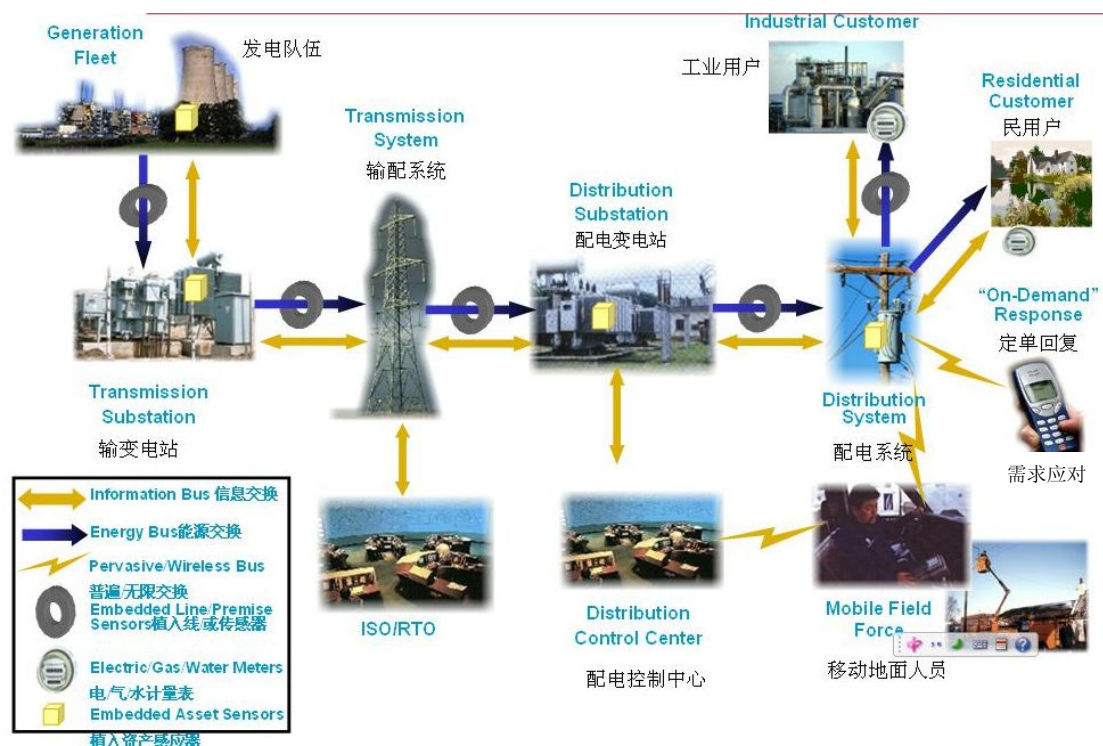 Generation
Fleet
发电队伍
Industrial Customer
工业用户
Residential
Customer
民用户
Transmission
System
输配系统
Distribution
Substation
配电变电站
“On-Demand”
Response
定单回复
需求应对
Transmission
Substation
输变电站
Distribution
System
配电系统
Information Bus 信息交换
Energy Bus能源交换
Pervasive/Wireless Bus
普遍/无限交换
Embedded Line/Premise
Sensors植入线/或传感器
Electric/Gas/Water Meters
电/气/水计量表
Embedded Asset Sensors
植入资产感应器
ISO/RTO
Distribution
Control Center
配电控制中心
Mobile Field
Force
移动地面人员